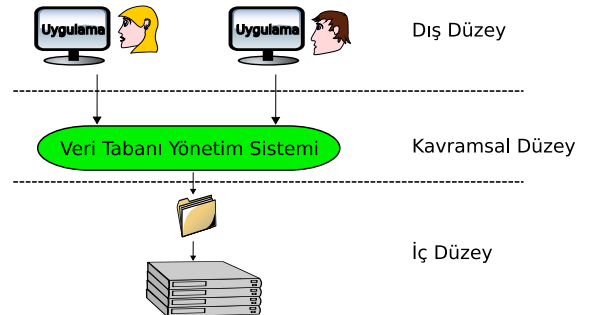 Uygulama
Uygulama
Dış Düzey
Veri Tabanı Yönetim Sistemi
Kavramsal Düzey
İç Düzey